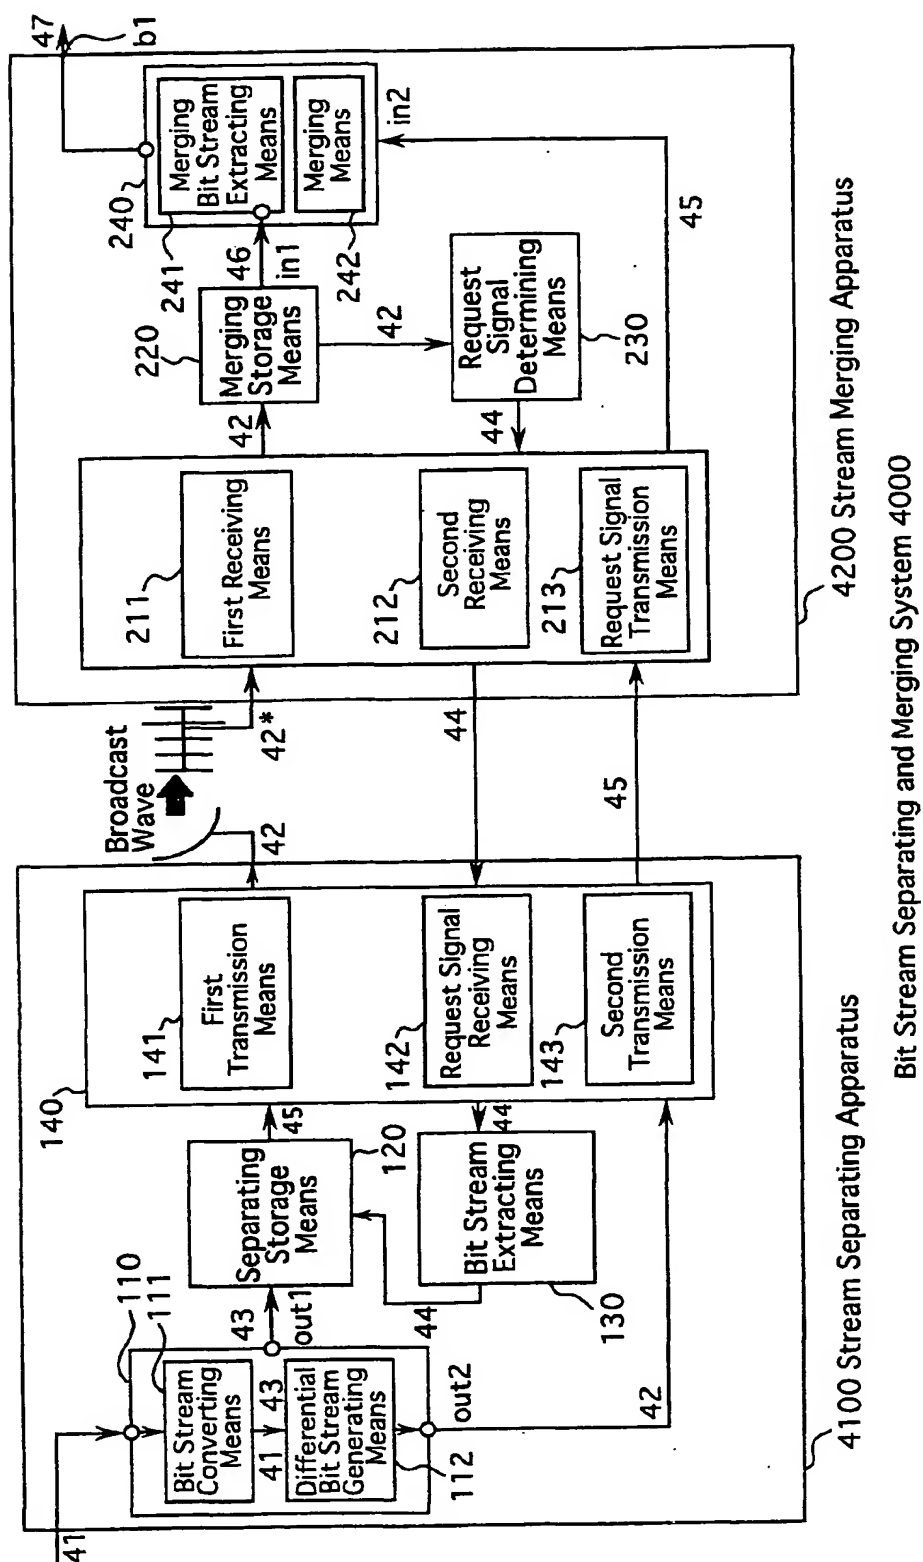 41
110
111
Bit Stream
Converting
Means
41
43
Differential
Bit Stream
Generating
Means
112
out2
43
out1
Separating
Storage
Means
120
45
44
Bit Stream
Extracting
Means
130
44
42
140
141
First
Transmission
Means
142
Request Signal
Receiving
Means
143
Second
Transmission
Means
4100 Stream Separating Apparatus
Broadcast
Wave
42
42*
44
45
211
First Receiving
Means
212
Second
Receiving
Means
213
Request Signal
Transmission
Means
42
220
Merging
Storage
Means
46
in1
42
44
Request
Signal
Determining
Means
230
240
241
Merging
Bit Stream
Extracting
Means
242
Merging Means
in2
45
47
b1
4200 Stream Merging Apparatus
Bit Stream Separating and Merging System 4000